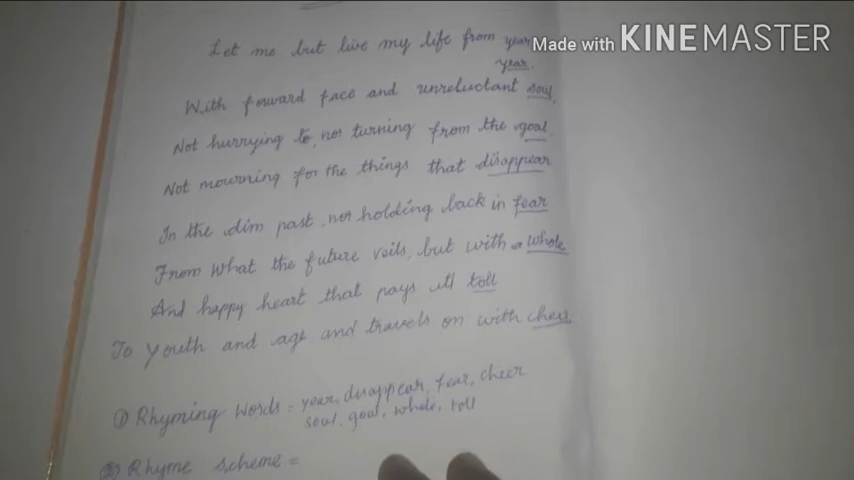 Let me but live my life from year
Made with KINEMASTER
year.
With forward face and unreluctant soul,
Not hurrying to, nor turning from the goal
Not mourning for the things that disappear
In the dim past, nor holding back in fear
From what the future veils, but with a whole
And happy heart that pays its toll
To youth and age and travels on with cheer
① Rhyming words = year, disappear, fear, cheer
soul, goal, whole, toll
② Rhyme scheme =